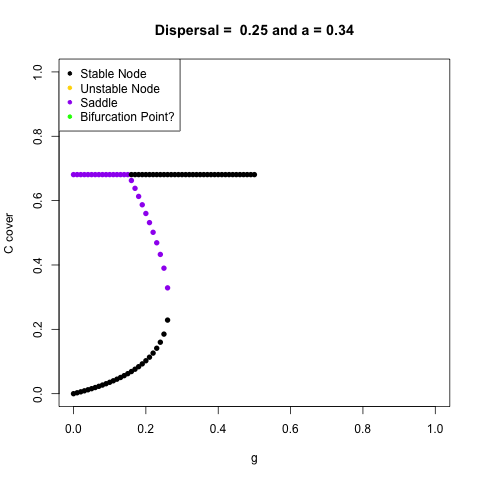 Dispersal =  0.25 and a = 0.34
Stable Node
Unstable Node
Saddle
Bifurcation Point?
C cover
1.0
0.8
0.6
0.4
0.2
0.0
0.0 0.2 0.4 0.6 0.8 1.0
g